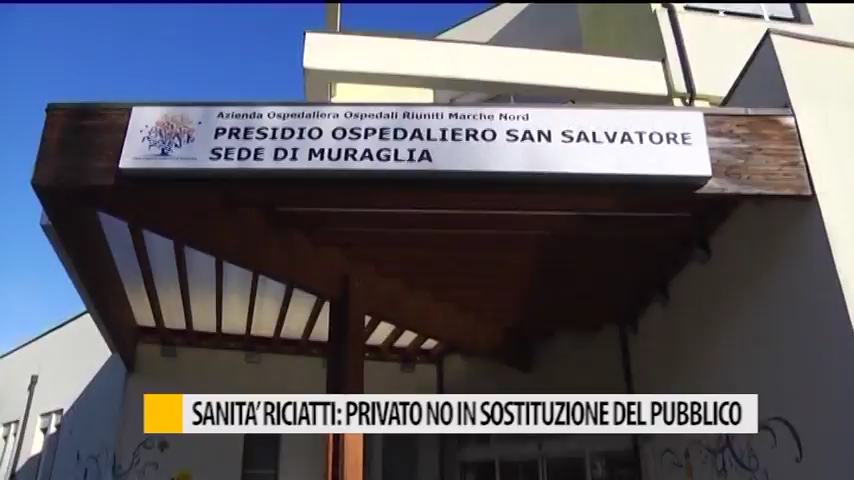 Azienda Ospedaliera Ospedali Riuniti Marche Nord
PRESIDIO OSPEDALIERO SAN SALVATORE
SEDE DI MURAGLIA
SANITA' RICIATTI: PRIVATO NO IN SOSTITUZIONE DEL PUBBLICO